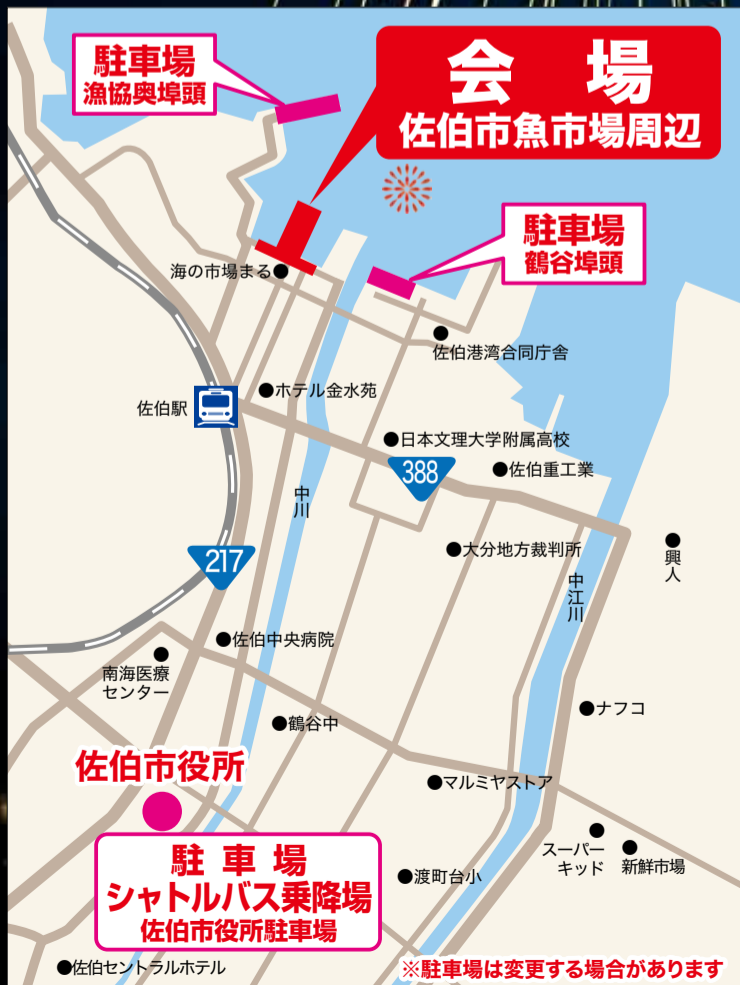 駐車場
漁協奥埠頭
会　場
佐伯市魚市場周辺
駐車場
鶴谷埠頭
海の市場まる
佐伯港湾合同庁舎
佐伯駅
ホテル金水苑
日本文理大学附属高校
388
佐伯重工業
中川
217
大分地方裁判所
中江川
興人
佐伯中央病院
南海医療
センター
ナフコ
鶴谷中
佐伯市役所
マルミヤストア
駐車場
シャトルバス乗降場
佐伯市役所駐車場
スーパー
キッド
新鮮市場
渡町台小
佐伯セントラルホテル
※駐車場は変更する場合があります